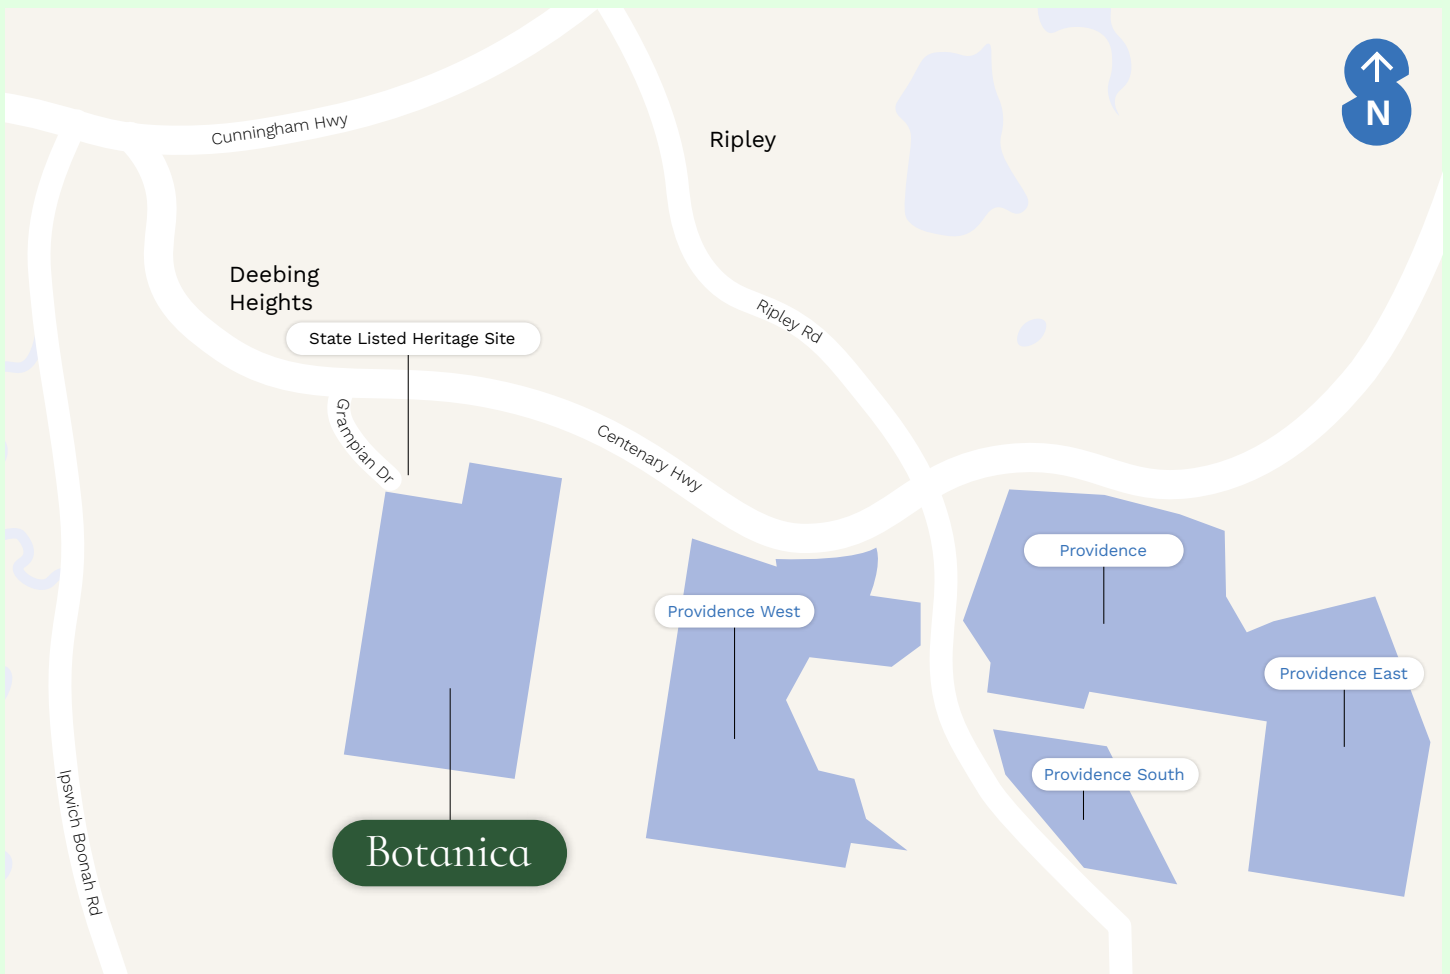 N
Cunningham Hwy
Ripley
Deebing
Heights
Ripley Rd
State Listed Heritage Site
Grampian Dr
Centenary Hwy
Providence
Providence West
Providence East
Providence South
Ipswich Boonah Rd
Botanica